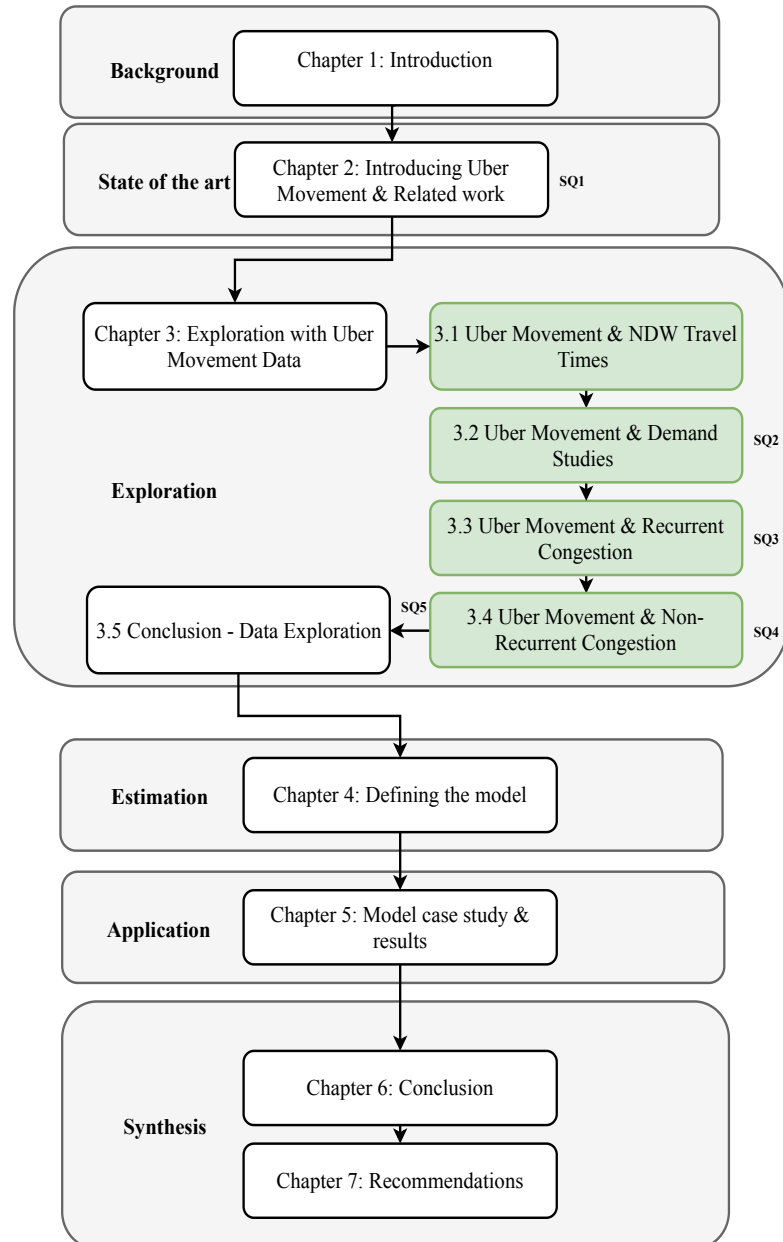 Background
Chapter 1: Introduction
State of the art
Chapter 2: Introducing Uber
Movement & Related work
SQ1
Chapter 3: Exploration with Uber
Movement Data
3.1 Uber Movement & NDW Travel
Times
3.2 Uber Movement & Demand
Studies
SQ2
Exploration
3.3 Uber Movement & Recurrent
Congestion
SQ3
3.4 Uber Movement & Non-
Recurrent Congestion
SQ4
SQ5
3.5 Conclusion - Data Exploration
Estimation
Chapter 4: Defining the model
Application
Chapter 5: Model case study &
results
Synthesis
Chapter 6: Conclusion
Chapter 7: Recommendations